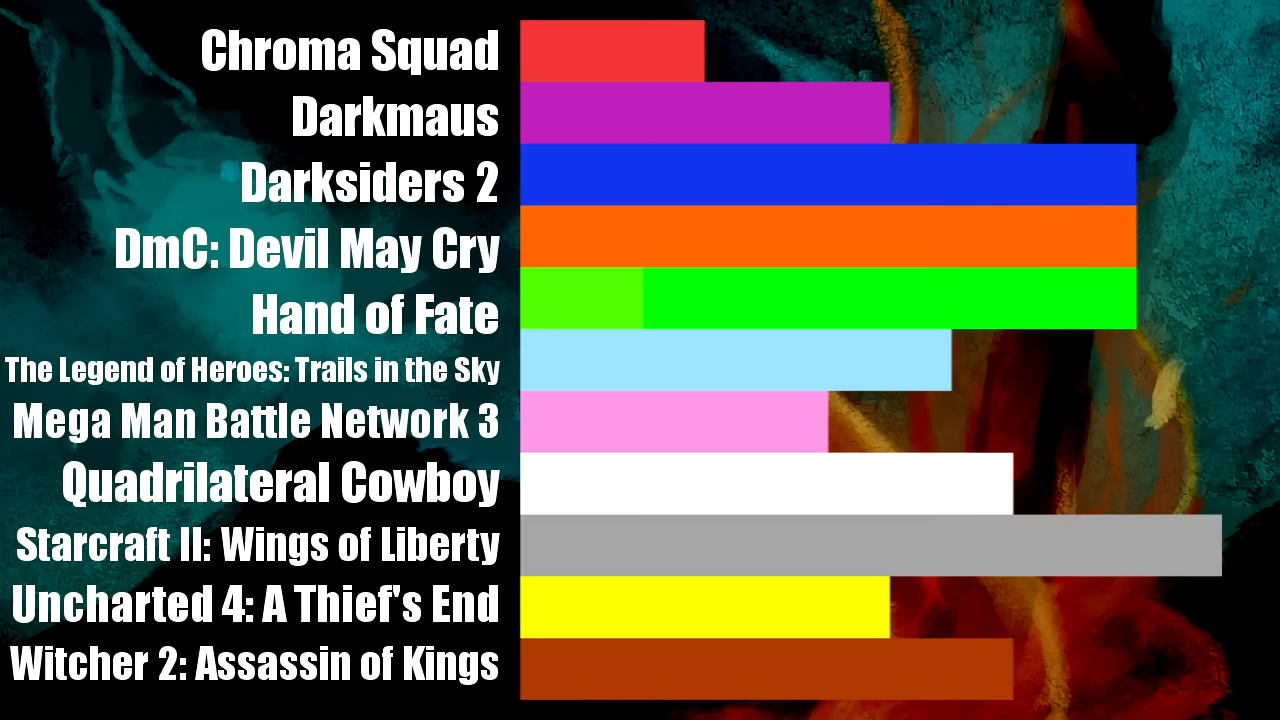 Chroma Squad
Darkmaus
Darksiders 2
DmC: Devil May Cry
Hand of Fate
The Legend of Heroes: Trails in the Sky
Mega Man Battle Network 3
Quadrilateral Cowboy
Starcraft II: Wings of Liberty
Uncharted 4: A Thief's End
Witcher 2: Assassin of Kings